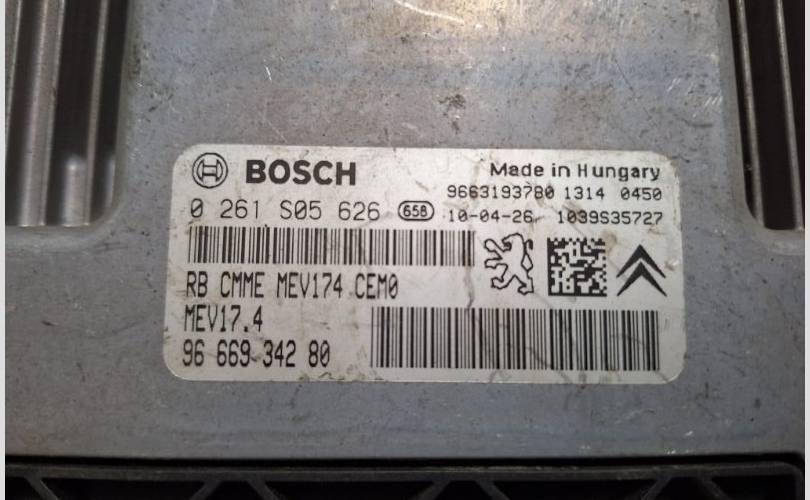 BOSCH
Made in Hungary
9663193780 1314 0450
0 261 S05 626 658 10-04-26 1039S35727
RB CMME MEV174 CEM0
MEV17.4
96 669 342 80